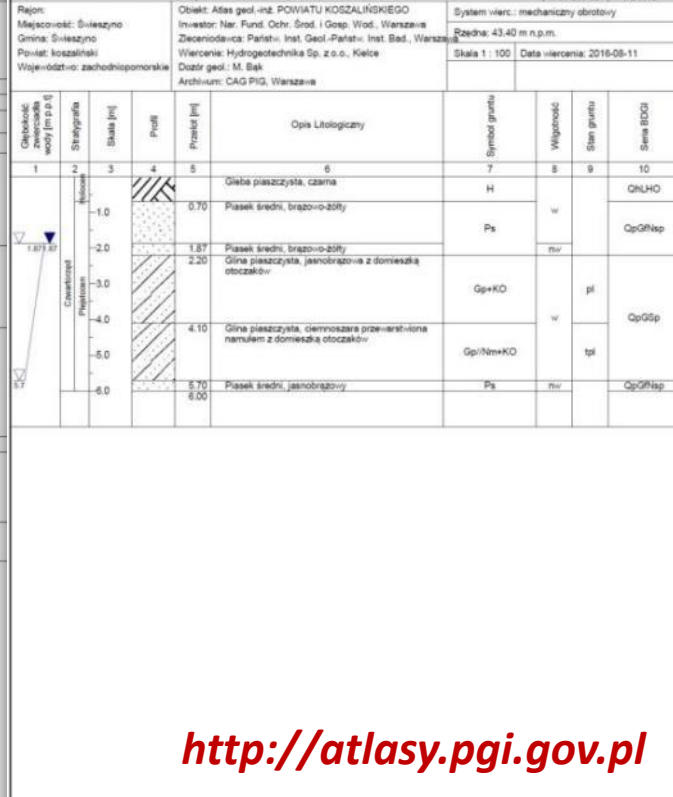 Rejon:
Miejscowość: Świeszyno
Gmina: Świeszyno
Powiat: koszaliński
Województwo: zachodniopomorskie
Obiekt: Atlas geol.-inż. POWIATU KOSZALIŃSKIEGO
Inwestor: Nar. Fund. Ochr. Środ. i Gosp. Wod., Warszawa
Zleceniodawca: Państw. Inst. Geol.-Państw. Inst. Bad., Warszawa
Wiercenie: Hydrogeotechnika Sp. z o.o., Kielce
Dozór geol.: M. Bąk
Archiwum: CAG PIG, Warszawa
System wierc.: mechaniczny obrotowy
Rzędna: 43.40 m n.p.m.
Skala 1 : 100 Data wiercenia: 2016-08-11
Głębokość zwierciadła wody [m p.p.t]
Stratygrafia
Skala [m]
Profil
Przelot [m]
Opis Litologiczny
Symbol gruntu
Wilgotność
Stan gruntu
Seria BDGI
1 2 3 4 5 6 7 8 9 10
Holocen
Gleba piaszczysta, czarna
H
QhLHO
0.70 Piasek średni, brązowo-żółty
Ps
w
QpGfNsp
-1.0
1.87 1.87
-2.0
1.87 Piasek średni, brązowo-żółty
nw
2.20 Glina piaszczysta, jasnobrązowa z domieszką
otoczaków
Gp+KO
pl
Czwartorzęd
Plejstocen
-3.0
w
QpGSp
-4.0
4.10 Glina piaszczysta, ciemnoszara przewarstwiona
namułem z domieszką otoczaków
Gp//Nm+KO
tpl
-5.0
5.7
5.70 Piasek średni, jasnobrązowy
Ps
nw
QpGfNsp
-6.0
6.00
http://atlasy.pgi.gov.pl